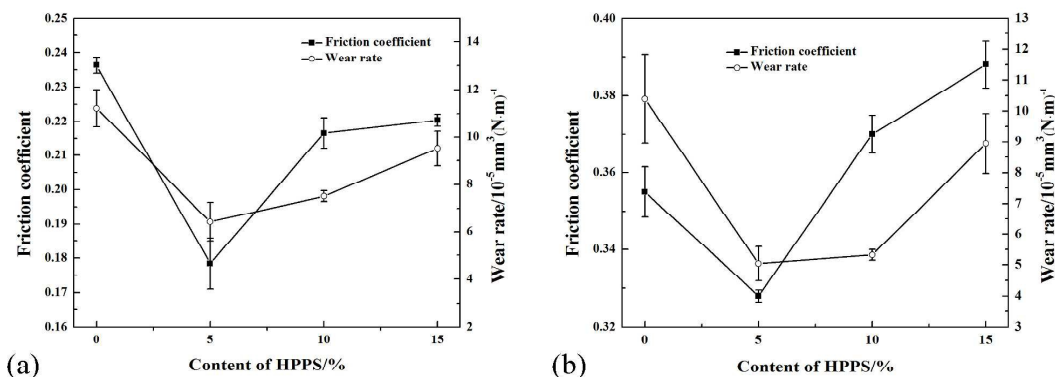 0.25
0.24
0.23
0.22
0.21
0.20
0.19
0.18
0.17
0.16
Friction coefficient
14
12
10
8
6
4
2
Wear rate/10⁻⁵mm³(N·m)⁻¹
Friction coefficient
Wear rate
0 5 10 15
Content of HPPS/%
(a)
0.40
0.38
0.36
0.34
0.32
Friction coefficient
13
12
11
10
9
8
7
6
5
4
3
Wear rate/10⁻⁵mm³(N·m)⁻¹
Friction coefficient
Wear rate
0 5 10 15
Content of HPPS/%
(b)